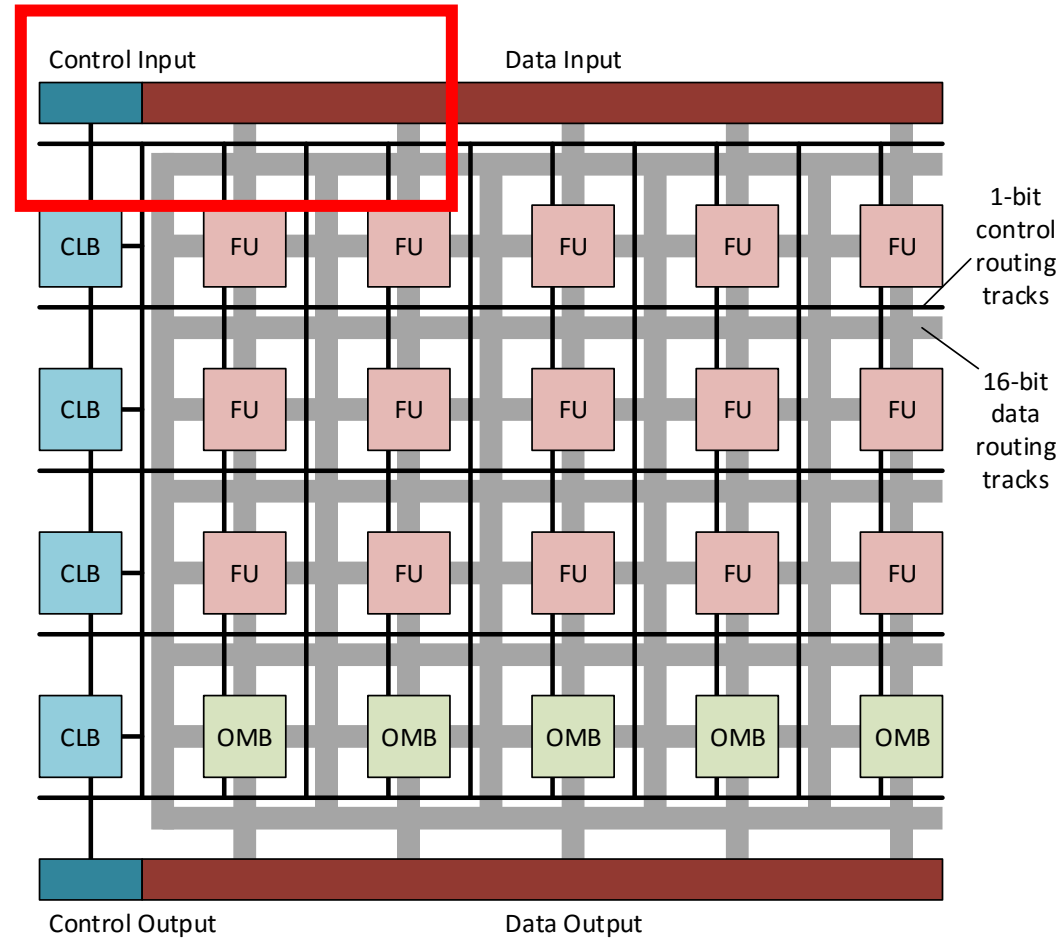 Control Input
Data Input
CLB
FU
FU
FU
FU
FU
1-bit
control
routing
tracks
CLB
FU
FU
FU
FU
FU
16-bit
data
routing
tracks
CLB
FU
FU
FU
FU
FU
CLB
OMB
OMB
OMB
OMB
OMB
Control Output
Data Output